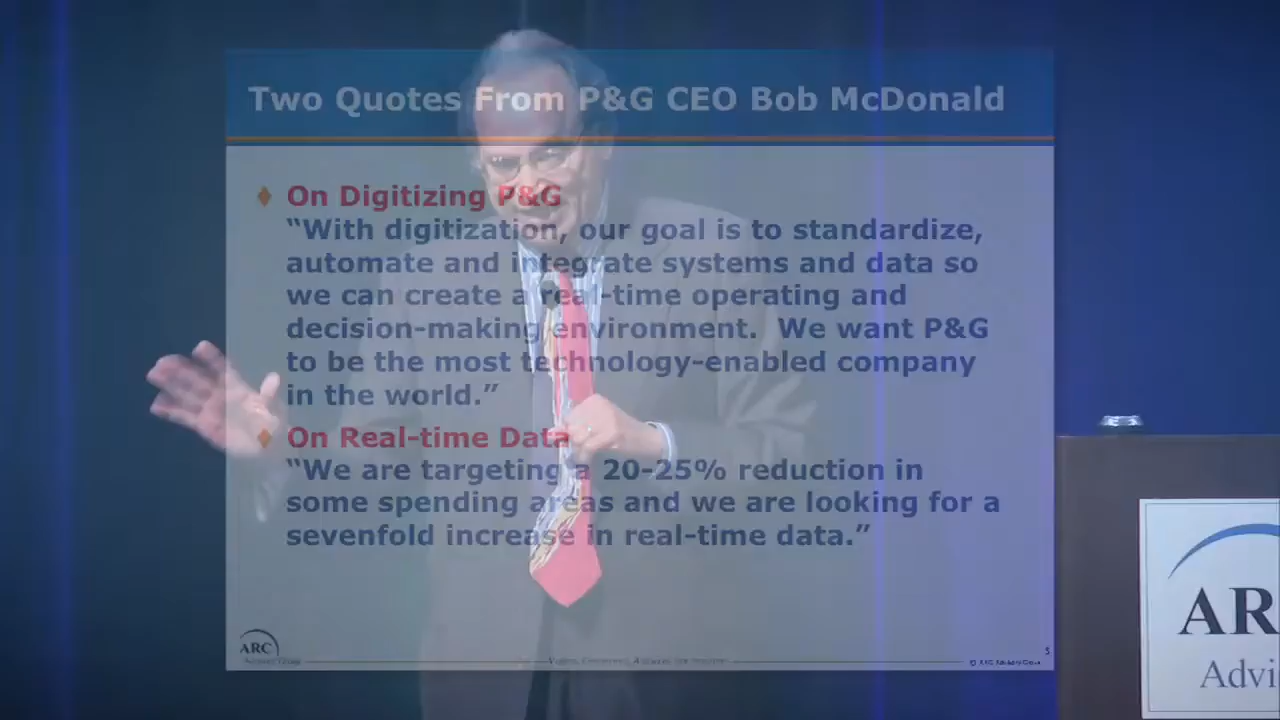 Two Quotes From P&G CEO Bob McDonald
♦ On Digitizing P&G
“With digitization, our goal is to standardize,
automate and integrate systems and data so
we can create a real-time operating and
decision-making environment.  We want P&G
to be the most technology-enabled company
in the world.”
♦ On Real-time Data
“We are targeting a 20-25% reduction in
some spending areas and we are looking for a
sevenfold increase in real-time data.”
ARC
5
AR
Advi